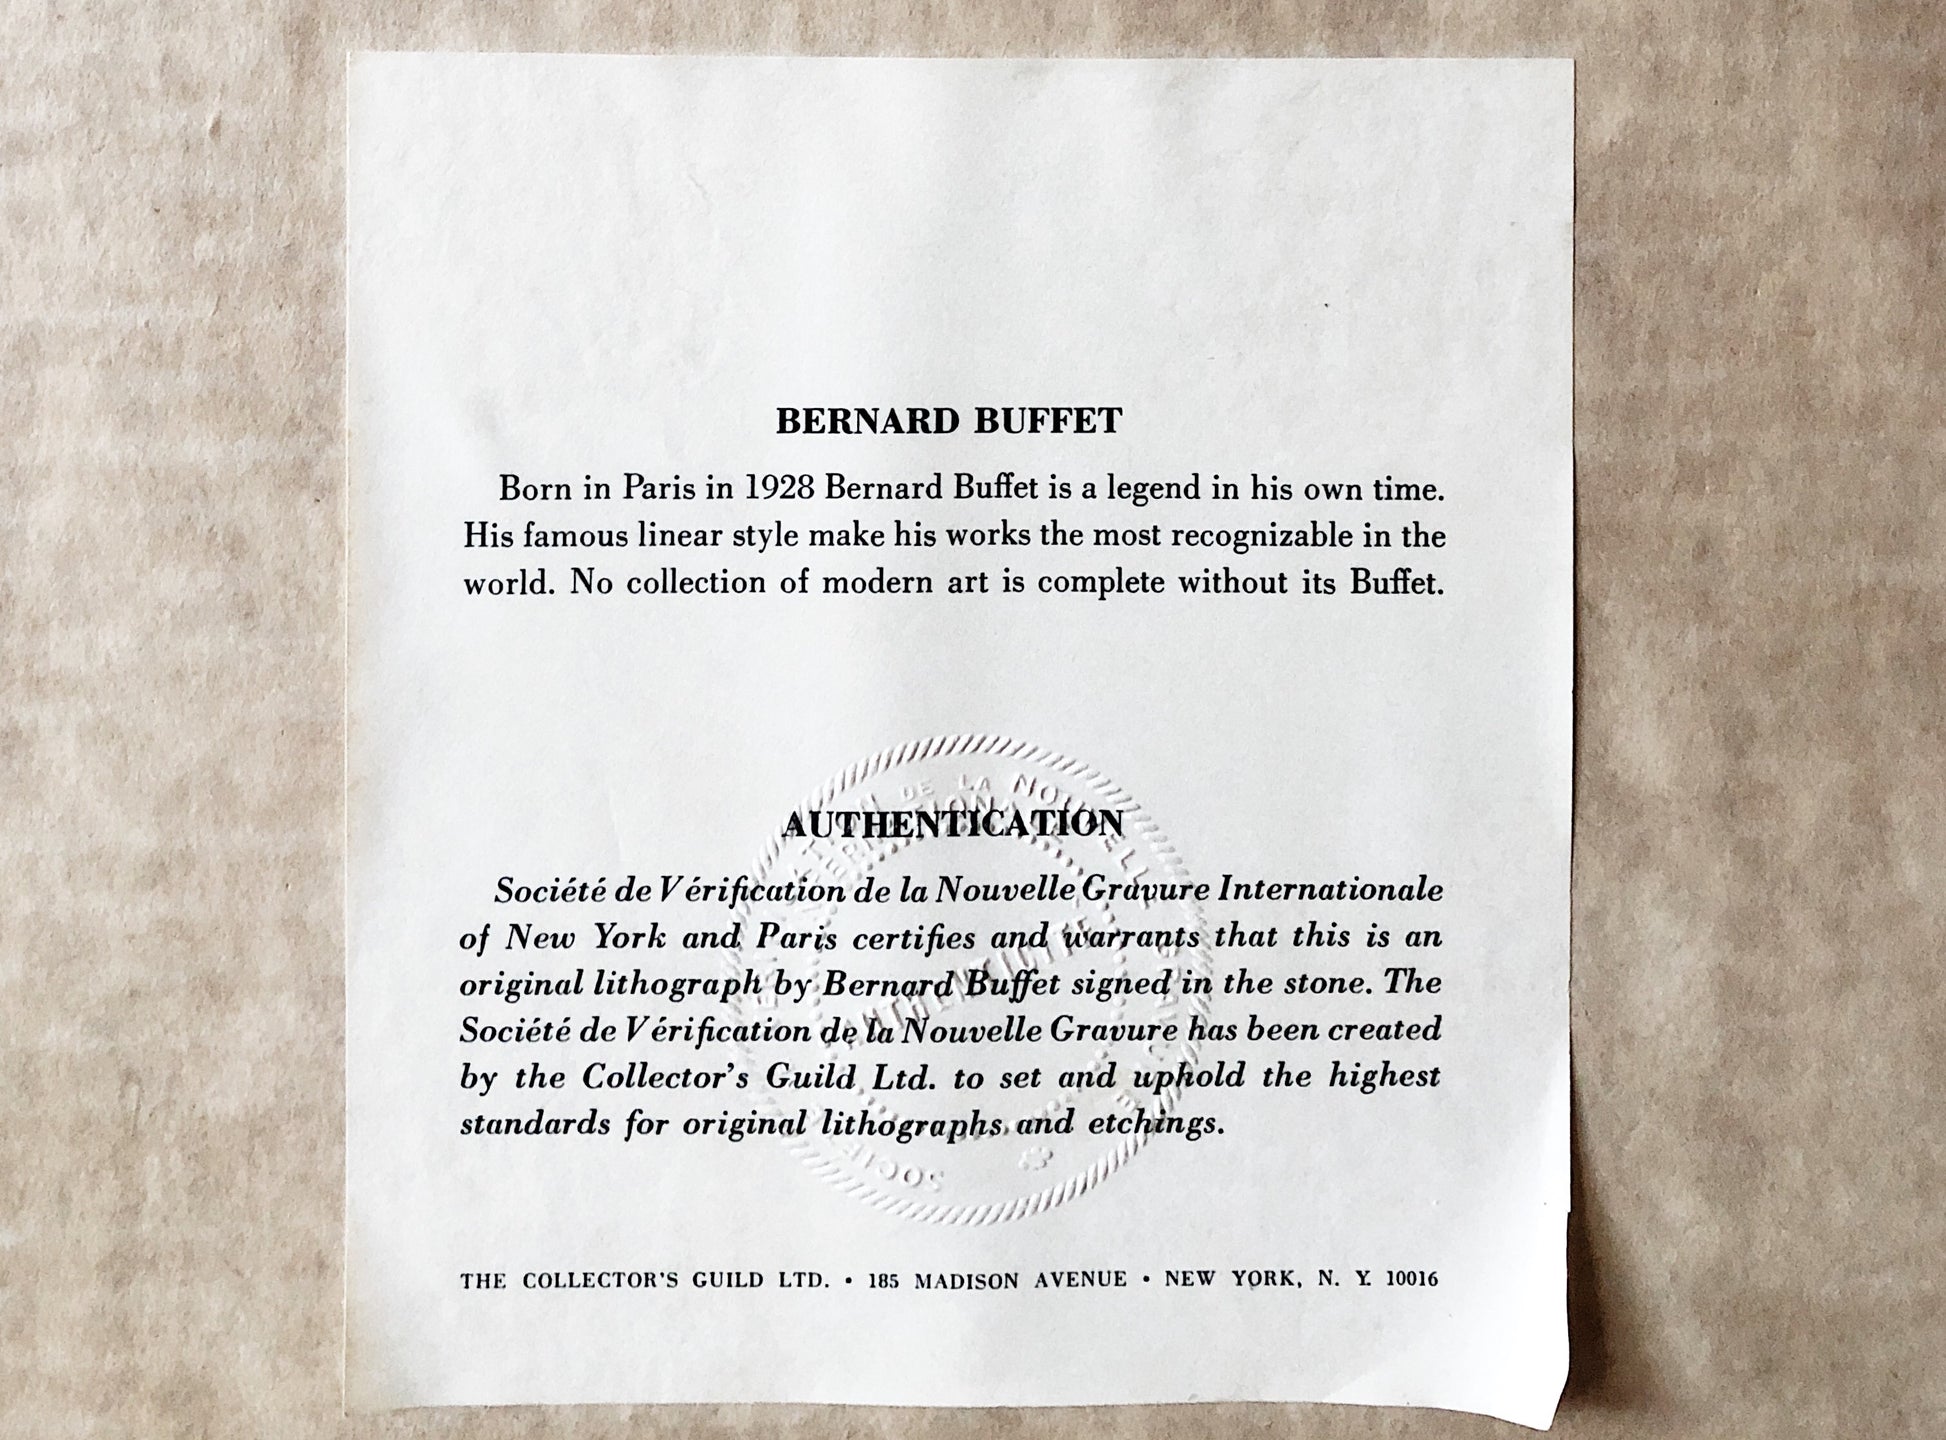 BERNARD BUFFET
Born in Paris in 1928 Bernard Buffet is a legend in his own time.
His famous linear style make his works the most recognizable in the
world. No collection of modern art is complete without its Buffet.
DE LA NOUVELLE
AUTHENTICATION
Société de Vérification de la Nouvelle Gravure Internationale
of New York and Paris certifies and warrants that this is an
original lithograph by Bernard Buffet signed in the stone. The
Société de Vérification de la Nouvelle Gravure has been created
by the Collector's Guild Ltd. to set and uphold the highest
standards for original lithographs and etchings.
THE COLLECTOR'S GUILD LTD. • 185 MADISON AVENUE • NEW YORK, N. Y. 10016